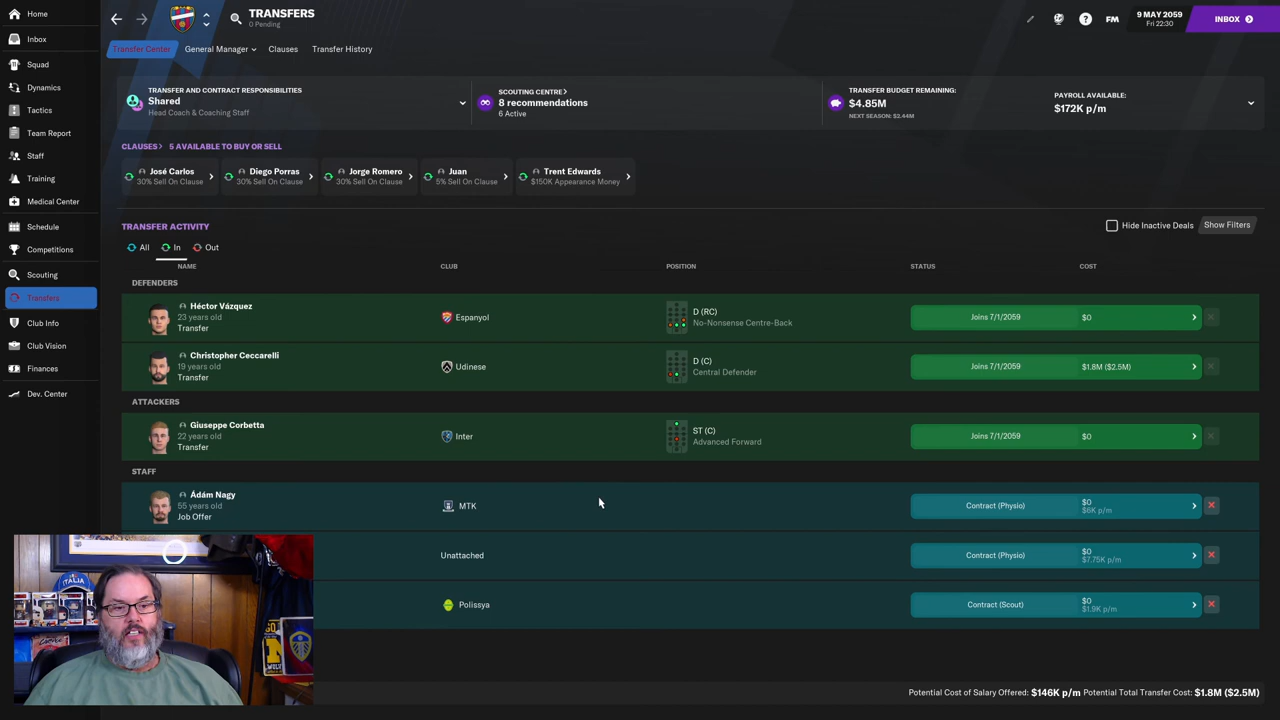 Home
Inbox
Squad
Dynamics
Tactics
Team Report
Staff
Training
Medical Center
Schedule
Competitions
Scouting
Transfers
Club Info
Club Vision
Finances
Dev. Center
TRANSFERS
0 Pending
FM
9 MAY 2059
Fri 22:30
INBOX
Transfer Center
General Manager
Clauses
Transfer History
TRANSFER AND CONTRACT RESPONSIBILITIES
Shared
Head Coach & Coaching Staff
SCOUTING CENTRE
8 recommendations
6 Active
TRANSFER BUDGET REMAINING:
$4.85M
NEXT SEASON: $2.44M
PAYROLL AVAILABLE:
$172K p/m
CLAUSES 5 AVAILABLE TO BUY OR SELL
José Carlos
30% Sell On Clause
Diego Porras
30% Sell On Clause
Jorge Romero
30% Sell On Clause
Juan
5% Sell On Clause
Trent Edwards
$150K Appearance Money
TRANSFER ACTIVITY
Hide Inactive Deals
Show Filters
All In Out
NAME CLUB POSITION STATUS COST
DEFENDERS
Héctor Vázquez
23 years old
Transfer
Espanyol
D (RC)
No-Nonsense Centre-Back
Joins 7/1/2059
$0
Christopher Ceccarelli
19 years old
Transfer
Udinese
D (C)
Central Defender
Joins 7/1/2059
$1.8M ($2.5M)
ATTACKERS
Giuseppe Corbetta
22 years old
Transfer
Inter
ST (C)
Advanced Forward
Joins 7/1/2059
$0
STAFF
Ádám Nagy
55 years old
Job Offer
MTK
Contract (Physio)
$0
$6K p/m
Unattached
Contract (Physio)
$0
$7.75K p/m
Polissya
Contract (Scout)
$0
$1.9K p/m
ITALIA
Potential Cost of Salary Offered: $146K p/m Potential Total Transfer Cost: $1.8M ($2.5M)